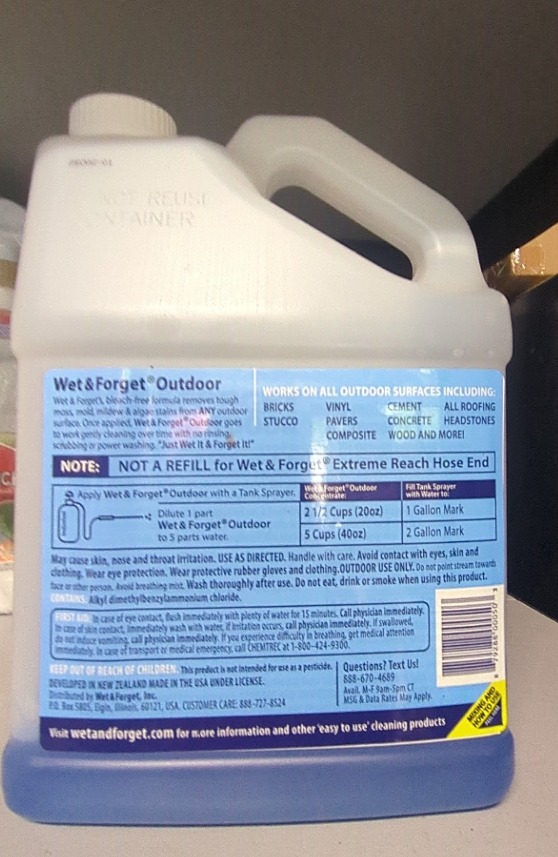 NOT REUSE
CONTAINER
Wet & Forget® Outdoor
Wet & Forget's bleach-free formula removes tough
moss, mold, mildew & algae stains from ANY outdoor
surface. Once applied, Wet & Forget® Outdoor goes
to work gently cleaning over time with no rinsing,
scrubbing or power washing. "Just Wet It & Forget It!"
WORKS ON ALL OUTDOOR SURFACES INCLUDING:
BRICKS VINYL CEMENT ALL ROOFING
STUCCO PAVERS CONCRETE HEADSTONES
COMPOSITE WOOD AND MORE!
NOTE: NOT A REFILL for Wet & Forget® Extreme Reach Hose End
Apply Wet & Forget® Outdoor with a Tank Sprayer.
Dilute 1 part
Wet & Forget® Outdoor
to 5 parts water.
Wet & Forget® Outdoor
Concentrate:
Fill Tank Sprayer
with Water to:
2 1/2 Cups (20oz) 1 Gallon Mark
5 Cups (40oz) 2 Gallon Mark
May cause skin, nose and throat irritation. USE AS DIRECTED. Handle with care. Avoid contact with eyes, skin and
clothing. Wear eye protection. Wear protective rubber gloves and clothing. OUTDOOR USE ONLY. Do not point stream towards
face or other person. Avoid breathing mist. Wash thoroughly after use. Do not eat, drink or smoke when using this product.
CONTAINS: Alkyl dimethylbenzylammonium chloride.
FIRST AID: In case of eye contact, flush immediately with plenty of water for 15 minutes. Call physician immediately.
In case of skin contact, immediately wash with water, if irritation occurs, call physician immediately. If swallowed,
do not induce vomiting, call physician immediately. If you experience difficulty in breathing, get medical attention
immediately. In case of transport or medical emergency, call CHEMTREC at 1-800-424-9300.
KEEP OUT OF REACH OF CHILDREN. This product is not intended for use as a pesticide.
DEVELOPED IN NEW ZEALAND MADE IN THE USA UNDER LICENSE.
Distributed by Wet & Forget, Inc.
P.O. Box 5805, Elgin, Illinois, 60121, USA. CUSTOMER CARE: 888-727-8524
Questions? Text Us!
888-670-4689
Avail. M-F 9am-5pm CT
MSG & Data Rates May Apply.
MIXING AND
HOW TO USE
Visit wetandforget.com for more information and other 'easy to use' cleaning products